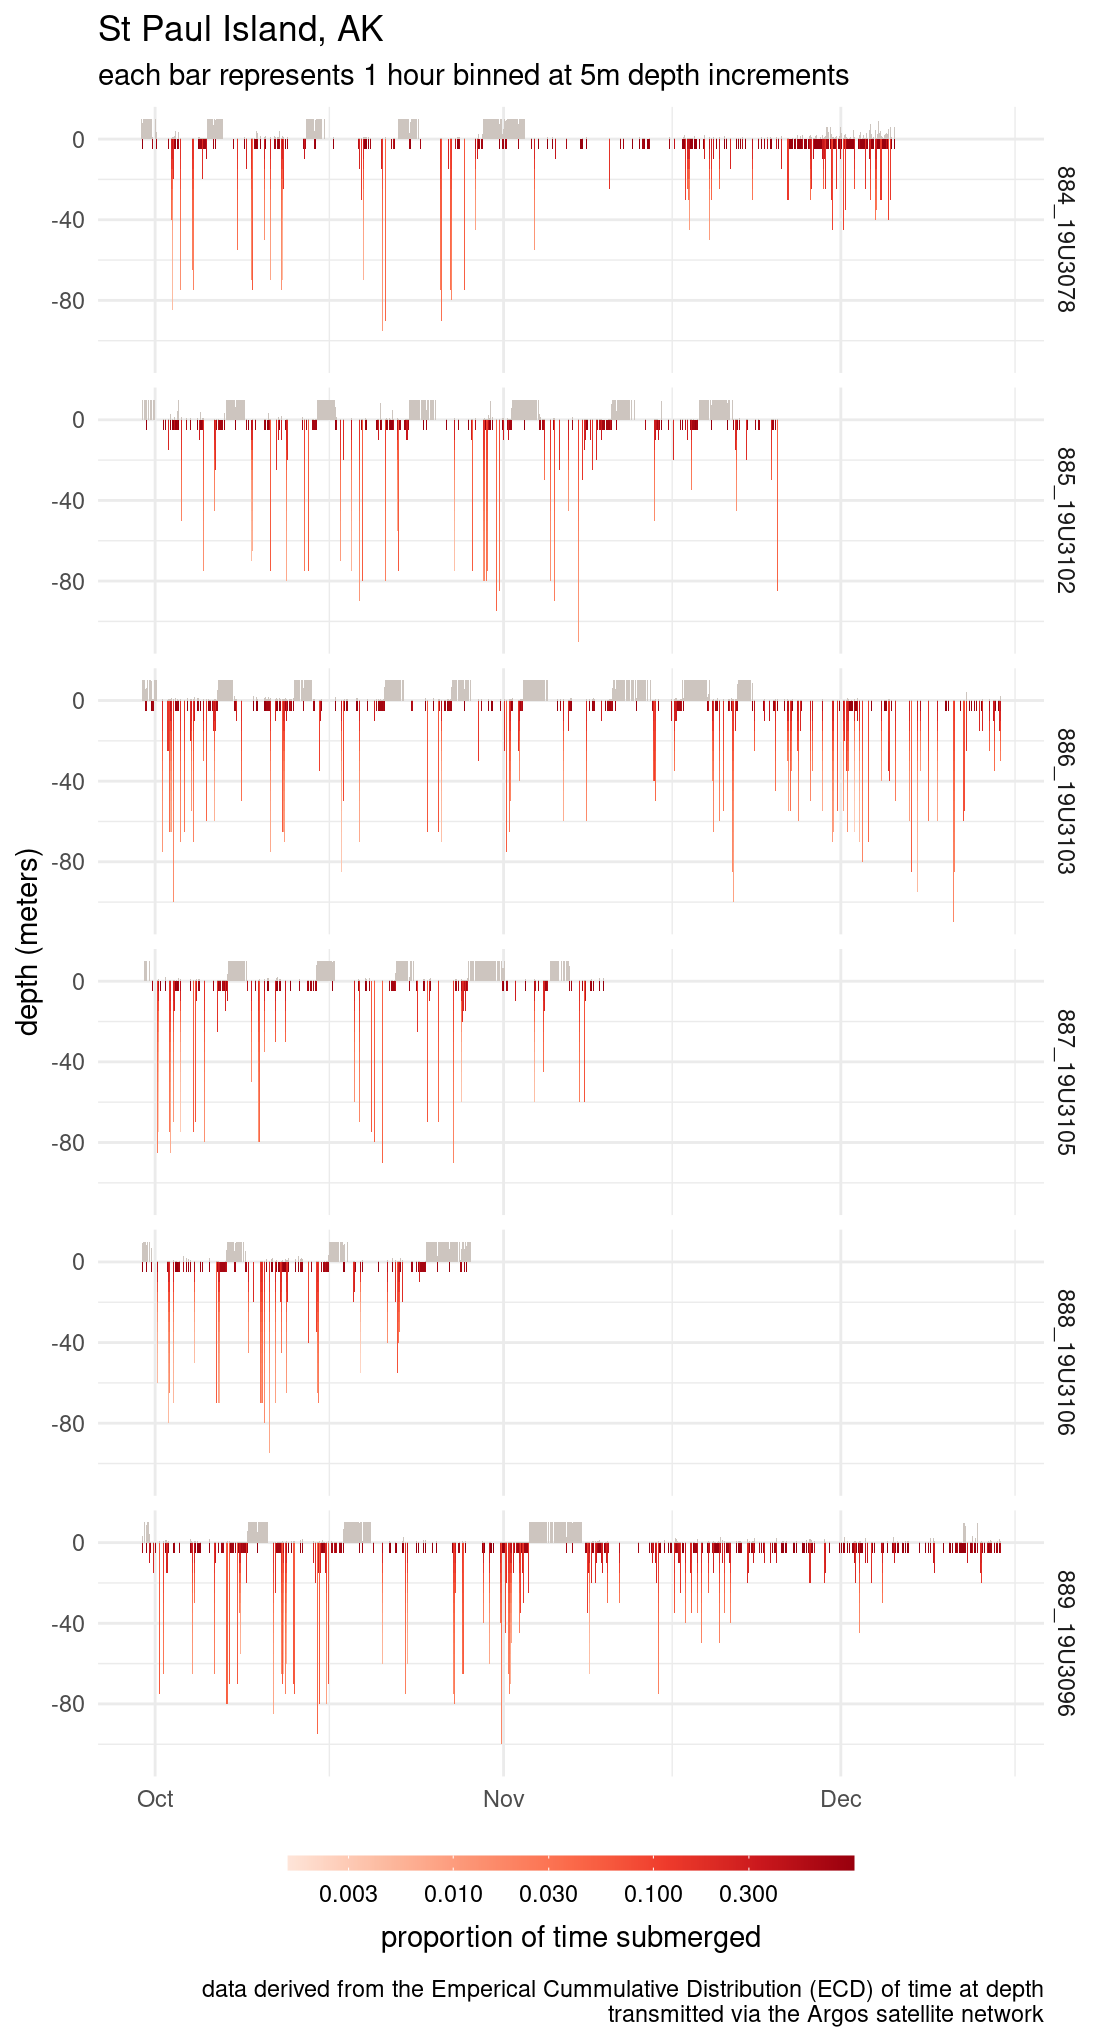 St Paul Island, AK
each bar represents 1 hour binned at 5m depth increments
depth (meters)
0
-40
-80
884_19U3078
0
-40
-80
885_19U3102
0
-40
-80
886_19U3103
0
-40
-80
887_19U3105
0
-40
-80
888_19U3106
0
-40
-80
889_19U3096
Oct Nov Dec
0.003 0.010 0.030 0.100 0.300
proportion of time submerged
data derived from the Emperical Cummulative Distribution (ECD) of time at depth
transmitted via the Argos satellite network